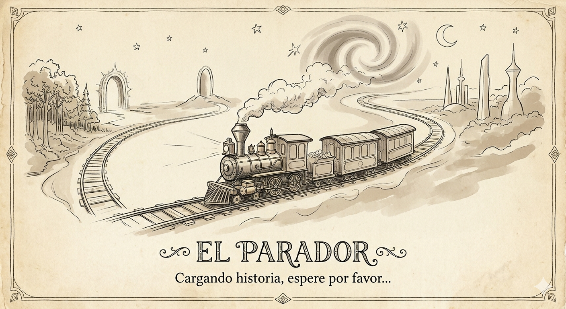 EL PARADOR
Cargando historia, espere por favor...